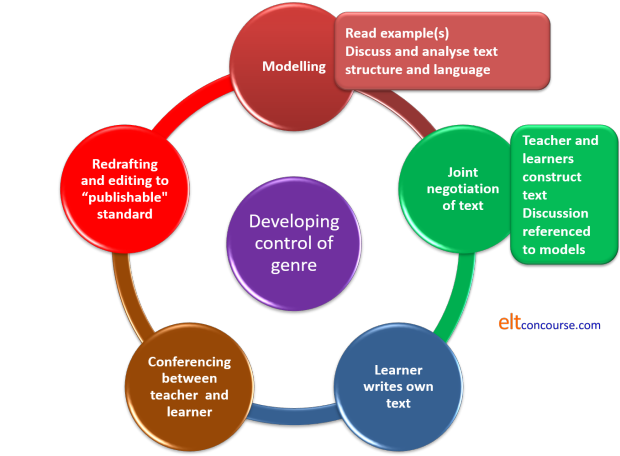 Modelling
Read example(s)
Discuss and analyse text
structure and language
Joint
negotiation
of text
Teacher and
learners
construct
text
Discussion
referenced
to models
Learner
writes own
text
Conferencing
between
teacher and
learner
Redrafting
and editing to
“publishable"
standard
Developing
control of
genre
eltconcourse.com